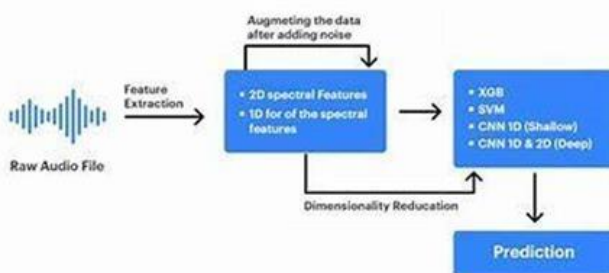 Augmeting the data
after adding noise
Feature
Extraction
Raw Audio File
• 2D spectral Features
• 1D for of the spectral
features
• XGB
• SVM
• CNN 1D (Shallow)
• CNN 1D & 2D (Deep)
Dimensionality Reducation
Prediction